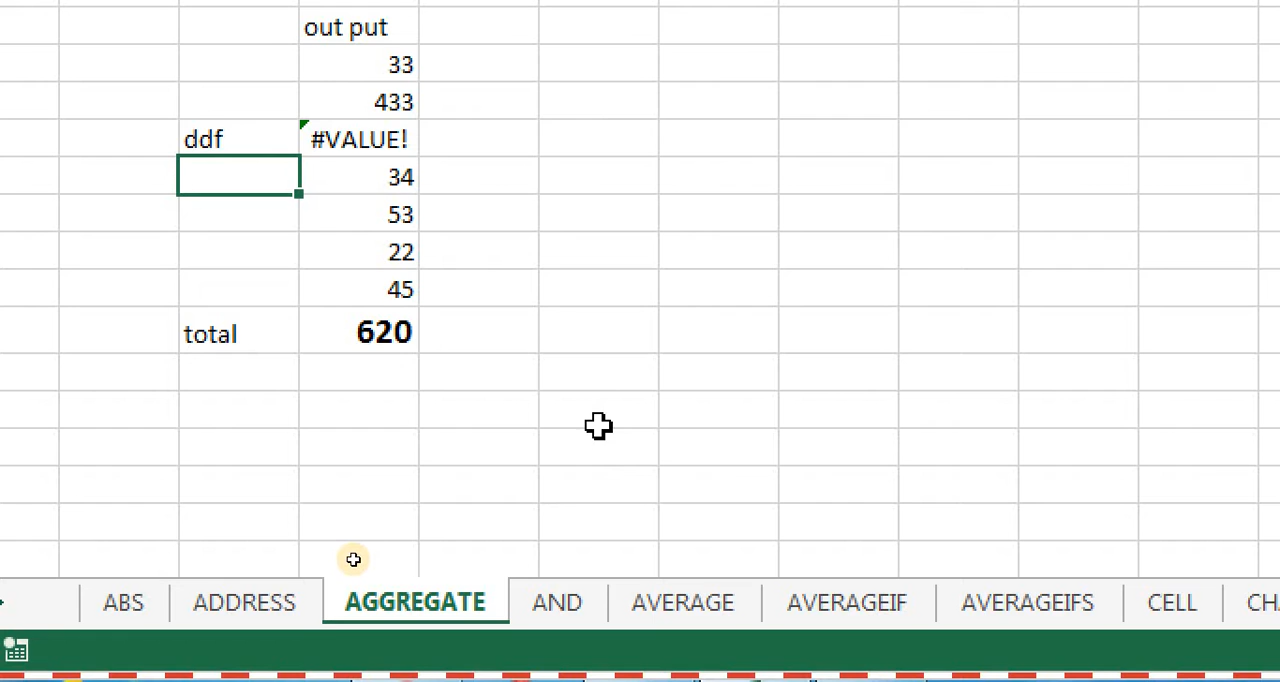 out put
33
433
ddf #VALUE!
34
53
22
45
total 620
ABS ADDRESS AGGREGATE AND AVERAGE AVERAGEIF AVERAGEIFS CELL